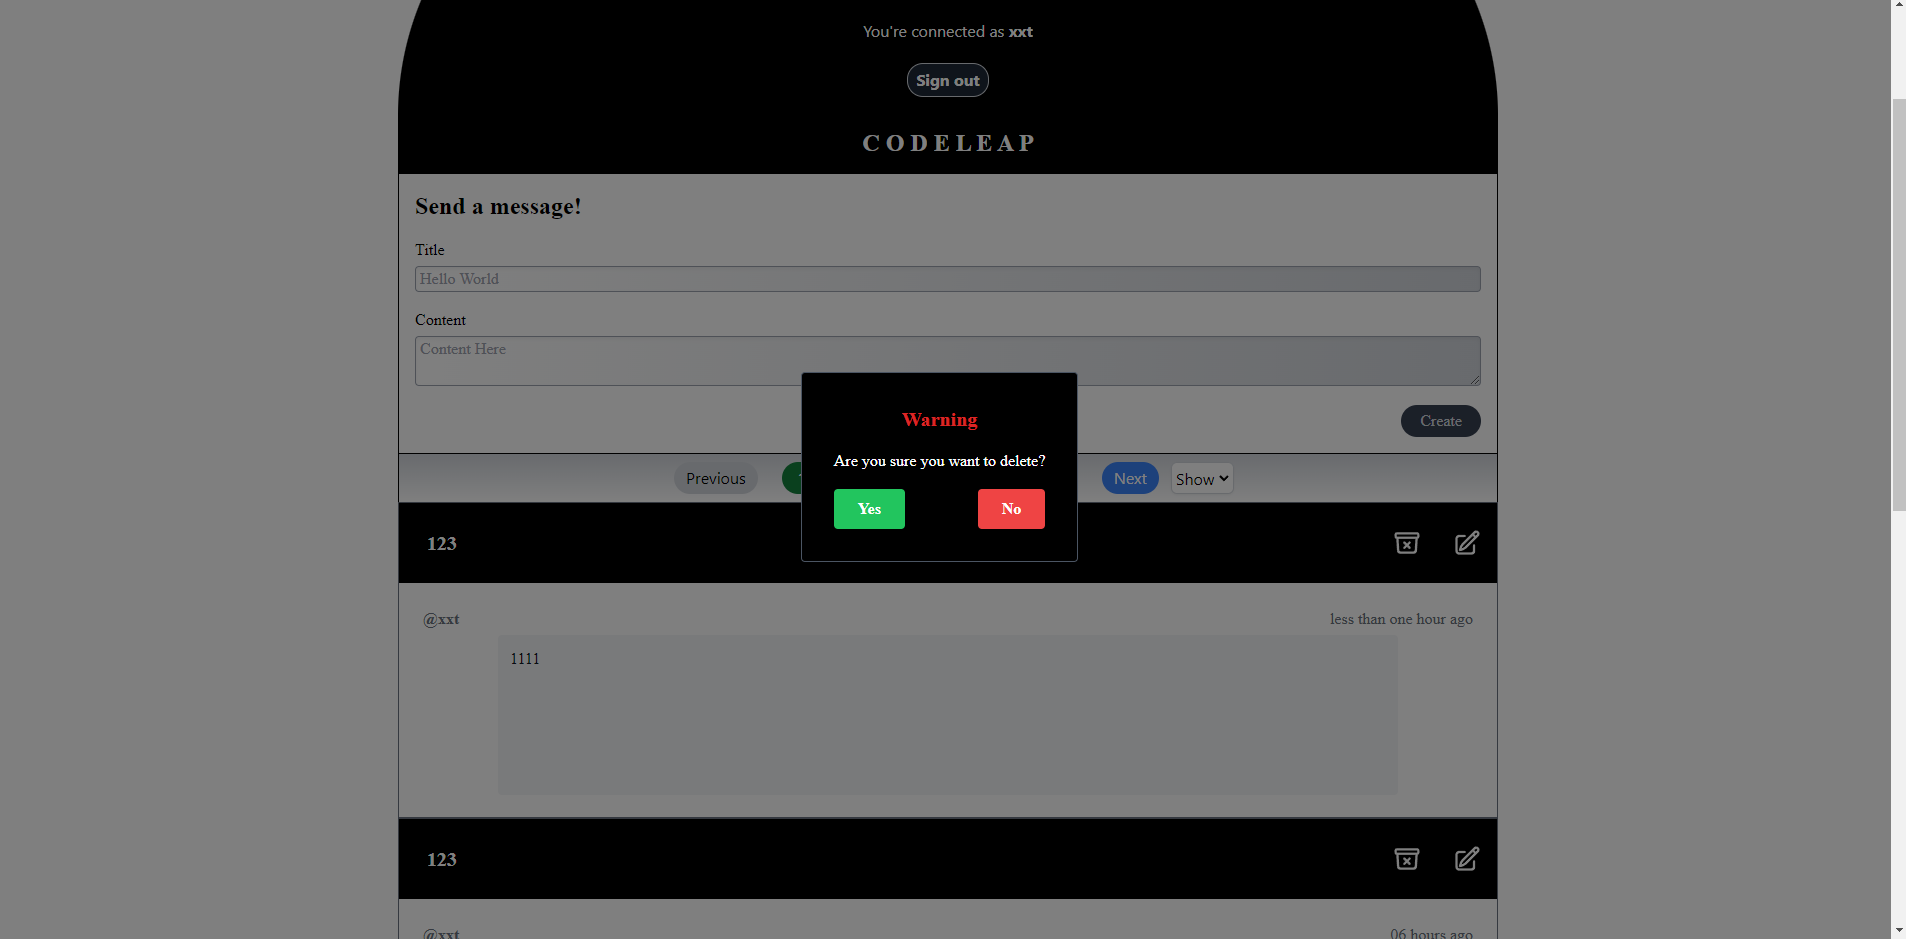 You're connected as xxt
Sign out
CODELEAP
Send a message!
Title
Hello World
Content
Content Here
Create
Warning
Are you sure you want to delete?
Yes
No
Previous
Next
Show
123
@xxt
less than one hour ago
1111
123
@xxt
06 hours ago